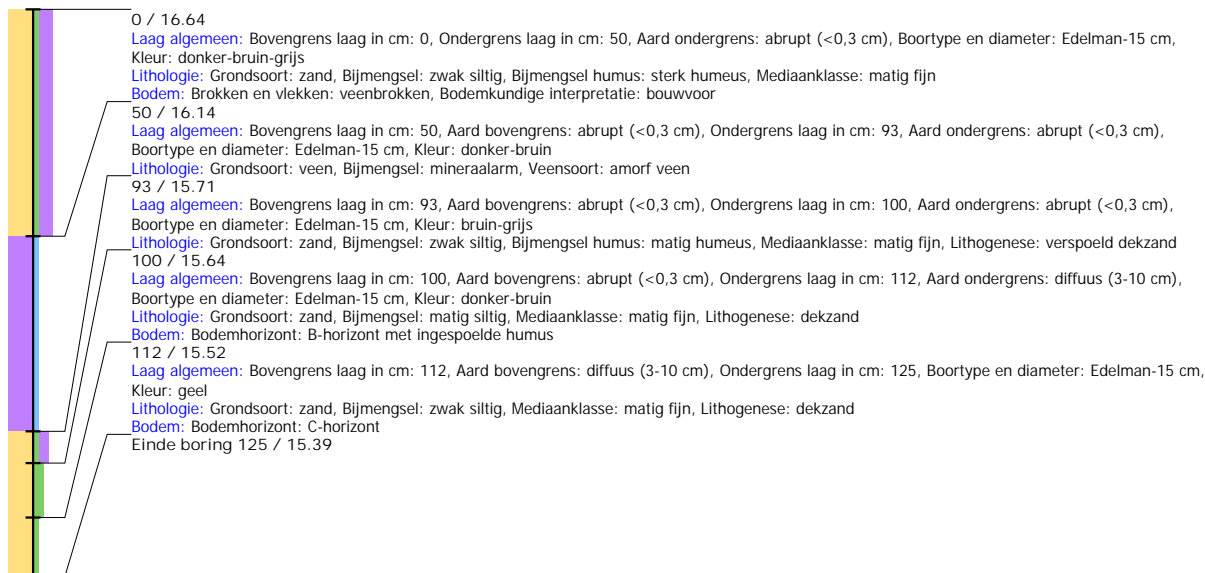 0 / 16.64
Laag algemeen: Bovengrens laag in cm: 0, Ondergrens laag in cm: 50, Aard ondergrens: abrupt (<0,3 cm), Boortype en diameter: Edelman-15 cm,
Kleur: donker-bruin-grijs
Lithologie: Grondsoort: zand, Bijmengsel: zwak siltig, Bijmengsel humus: sterk humeus, Mediaanklasse: matig fijn
Bodem: Brokken en vlekken: veenbrokken, Bodemkundige interpretatie: bouwvoor
50 / 16.14
Laag algemeen: Bovengrens laag in cm: 50, Aard bovengrens: abrupt (<0,3 cm), Ondergrens laag in cm: 93, Aard ondergrens: abrupt (<0,3 cm),
Boortype en diameter: Edelman-15 cm, Kleur: donker-bruin
Lithologie: Grondsoort: veen, Bijmengsel: mineraalarm, Veensoort: amorf veen
93 / 15.71
Laag algemeen: Bovengrens laag in cm: 93, Aard bovengrens: abrupt (<0,3 cm), Ondergrens laag in cm: 100, Aard ondergrens: abrupt (<0,3 cm),
Boortype en diameter: Edelman-15 cm, Kleur: bruin-grijs
Lithologie: Grondsoort: zand, Bijmengsel: zwak siltig, Bijmengsel humus: matig humeus, Mediaanklasse: matig fijn, Lithogenese: verspoeld dekzand
100 / 15.64
Laag algemeen: Bovengrens laag in cm: 100, Aard bovengrens: abrupt (<0,3 cm), Ondergrens laag in cm: 112, Aard ondergrens: diffuus (3-10 cm),
Boortype en diameter: Edelman-15 cm, Kleur: donker-bruin
Lithologie: Grondsoort: zand, Bijmengsel: matig siltig, Mediaanklasse: matig fijn, Lithogenese: dekzand
Bodem: Bodemhorizont: B-horizont met ingespoelde humus
112 / 15.52
Laag algemeen: Bovengrens laag in cm: 112, Aard bovengrens: diffuus (3-10 cm), Ondergrens laag in cm: 125, Boortype en diameter: Edelman-15 cm,
Kleur: geel
Lithologie: Grondsoort: zand, Bijmengsel: zwak siltig, Mediaanklasse: matig fijn, Lithogenese: dekzand
Bodem: Bodemhorizont: C-horizont
Einde boring 125 / 15.39